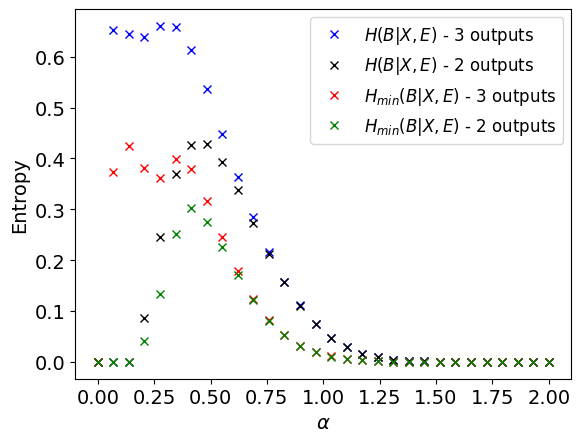 H(B|X, E) - 3 outputs
H(B|X, E) - 2 outputs
H_min(B|X, E) - 3 outputs
H_min(B|X, E) - 2 outputs
Entropy
0.6
0.5
0.4
0.3
0.2
0.1
0.0
0.00 0.25 0.50 0.75 1.00 1.25 1.50 1.75 2.00
α